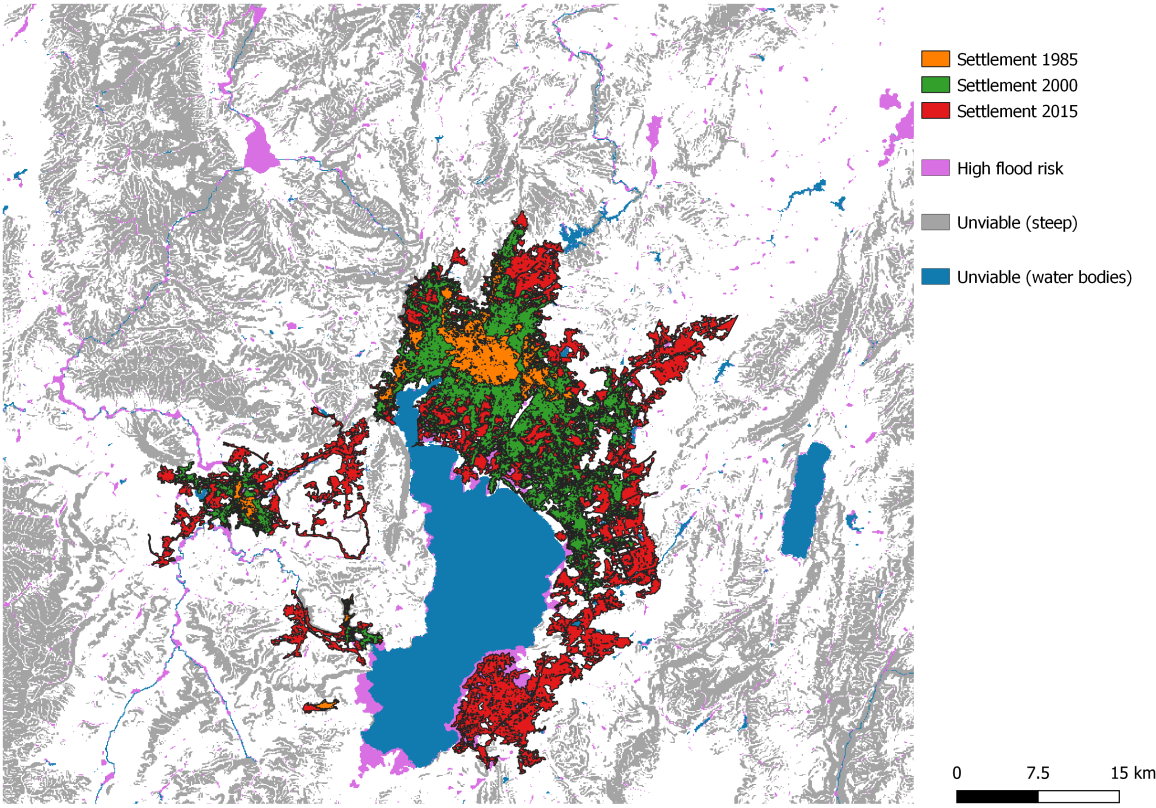 Settlement 1985
Settlement 2000
Settlement 2015
High flood risk
Unviable (steep)
Unviable (water bodies)
0 7.5 15 km